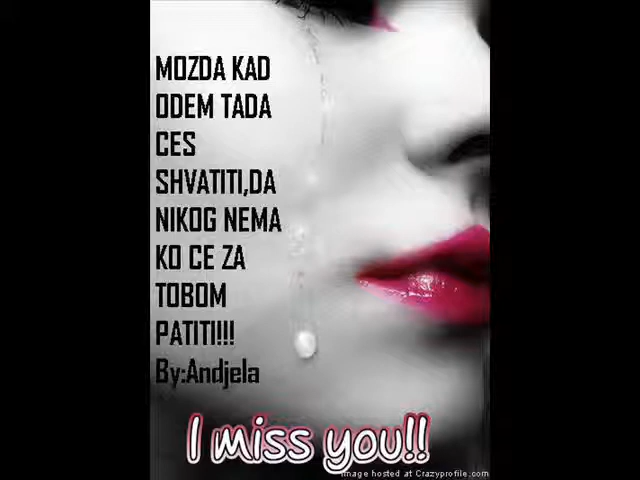 MOZDA KAD
ODEM TADA
CES
SHVATITI,DA
NIKOG NEMA
KO CE ZA
TOBOM
PATITI!!!
By:Andjela
I miss you!!
image hosted at Crazyprofile.com